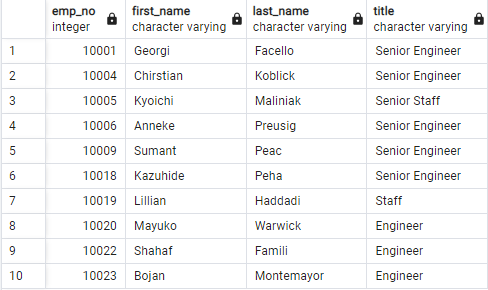 emp_no first_name last_name title
integer character varying character varying character varying
1 10001 Georgi Facello Senior Engineer
2 10004 Chirstian Koblick Senior Engineer
3 10005 Kyoichi Maliniak Senior Staff
4 10006 Anneke Preusig Senior Engineer
5 10009 Sumant Peac Senior Engineer
6 10018 Kazuhide Peha Senior Engineer
7 10019 Lillian Haddadi Staff
8 10020 Mayuko Warwick Engineer
9 10022 Shahaf Famili Engineer
10 10023 Bojan Montemayor Engineer